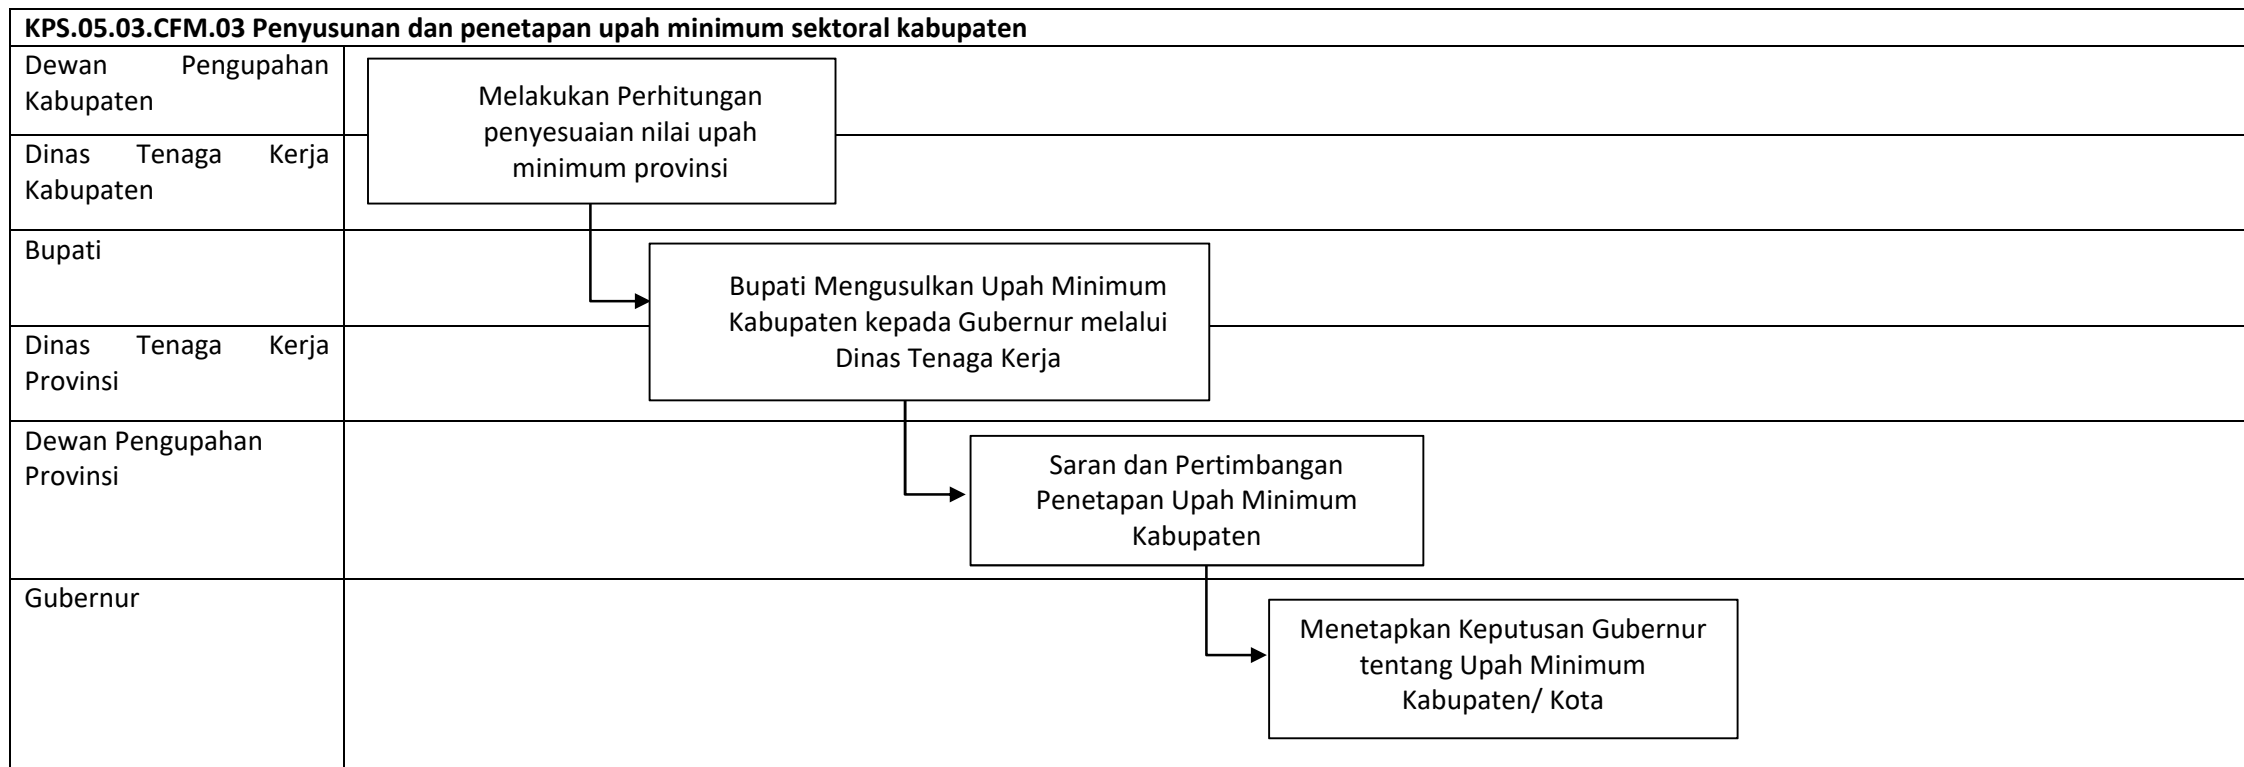 KPS.05.03.CFM.03 Penyusunan dan penetapan upah minimum sektoral kabupaten
Dewan Pengupahan
Kabupaten
Melakukan Perhitungan
penyesuaian nilai upah
minimum provinsi
Dinas Tenaga Kerja
Kabupaten
Bupati
Bupati Mengusulkan Upah Minimum
Kabupaten kepada Gubernur melalui
Dinas Tenaga Kerja
Dinas Tenaga Kerja
Provinsi
Dewan Pengupahan
Provinsi
Saran dan Pertimbangan
Penetapan Upah Minimum
Kabupaten
Gubernur
Menetapkan Keputusan Gubernur
tentang Upah Minimum
Kabupaten/ Kota